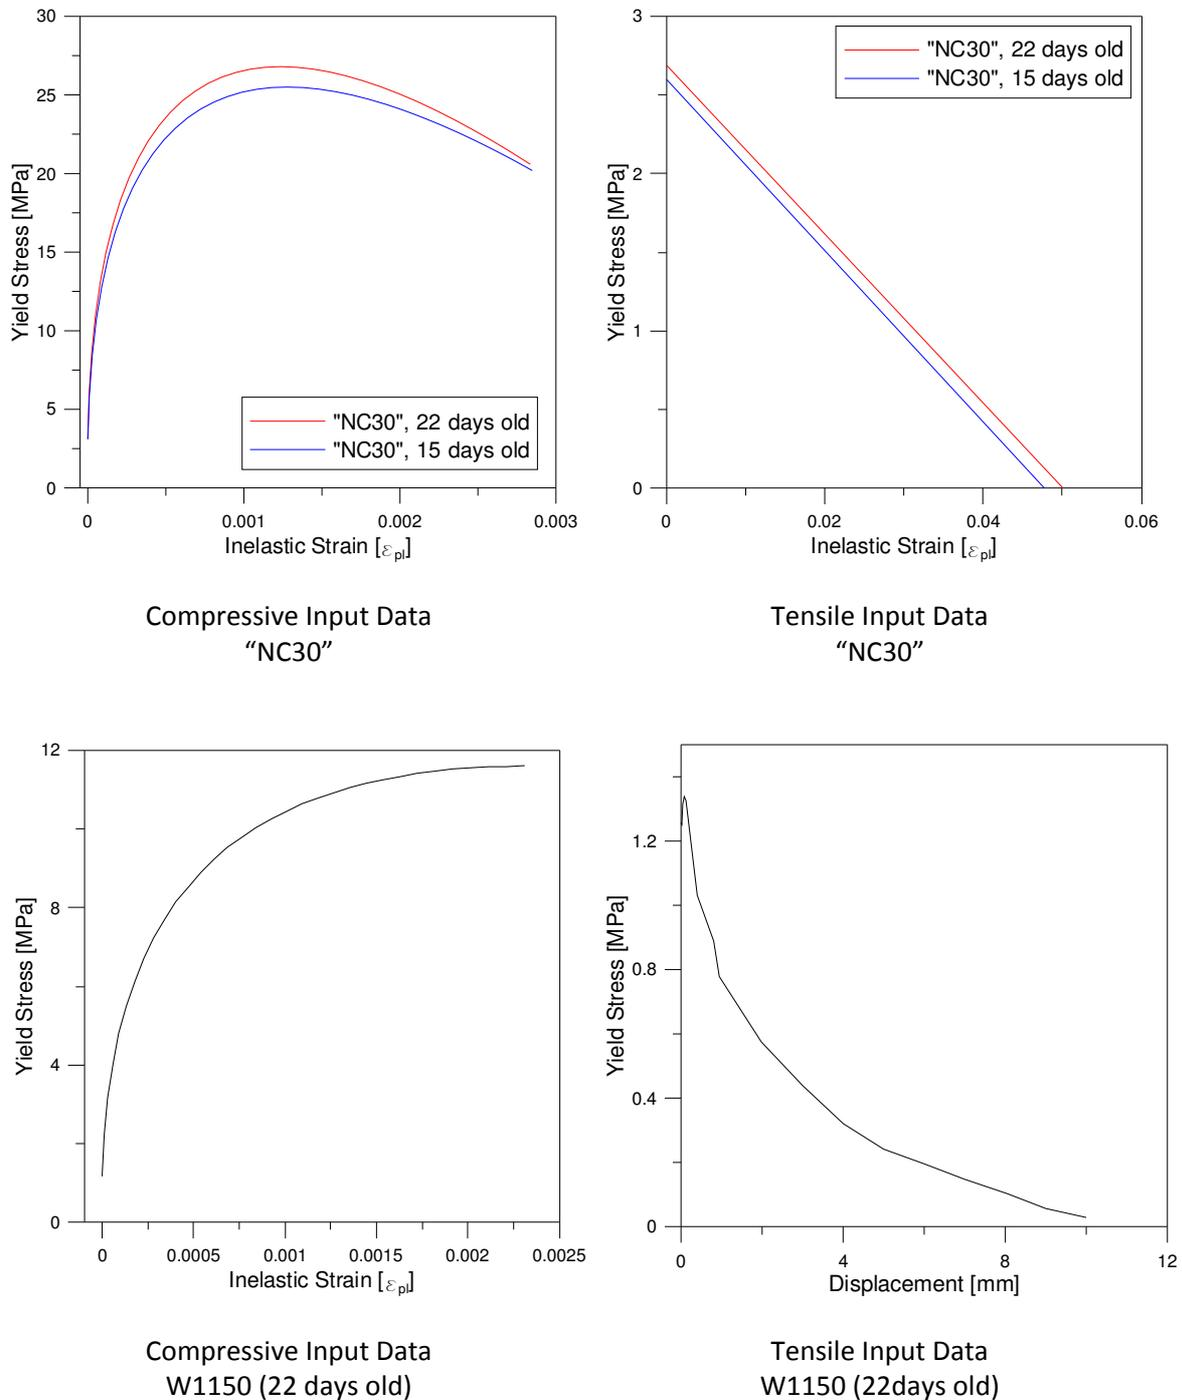 30
25
20
15
10
5
0
Yield Stress [MPa]
"NC30", 22 days old
"NC30", 15 days old
0 0.001 0.002 0.003
Inelastic Strain [εpl]
3
2
1
0
Yield Stress [MPa]
"NC30", 22 days old
"NC30", 15 days old
0 0.02 0.04 0.06
Inelastic Strain [εpl]
Compressive Input Data
“NC30”
Tensile Input Data
“NC30”
12
8
4
0
Yield Stress [MPa]
0 0.0005 0.001 0.0015 0.002 0.0025
Inelastic Strain [εpl]
1.2
0.8
0.4
0
Yield Stress [MPa]
0 4 8 12
Displacement [mm]
Compressive Input Data
W1150 (22 days old)
Tensile Input Data
W1150 (22days old)